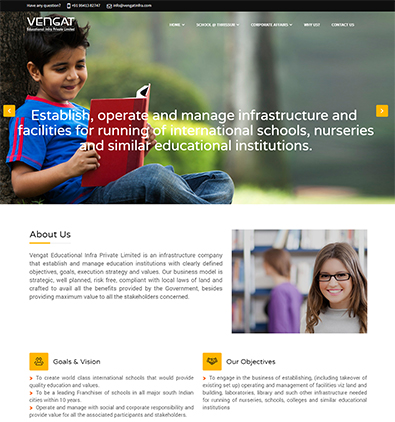 Have any question? +91 99413 82747 info@vengatinfra.com
VENGAT
Educational Infra Private Limited
HOME SCHOOL @ THAIYUR CORPORATE AFFAIRS WHY US? CONTACT US
Establish, operate and manage infrastructure and
facilities for running of international schools, nurseries
and similar educational institutions.
About Us
Vengat Educational Infra Private Limited is an infrastructure company
that establish and manage education institutions with clearly defined
objectives, goals, execution strategy and values. Our business model is
strategic, well planned, risk free, compliant with local laws of land and
crafted to avail all the benefits provided by the Government, besides
providing maximum value to all the stakeholders concerned.
Goals & Vision
To create world class international schools that would provide
quality education and values.
To be a leading Franchisee of schools in all major south Indian
cities within 10 years.
Operate and manage with social and corporate responsibility and
provide value for all the associated participants and stakeholders.
Our Objectives
To engage in the business of establishing, (including takeover of
existing set up) operating and management of facilities viz land and
building, laboratories, library and such other infrastructure needed
for running of nurseries, schools, colleges and similar educational
institutions